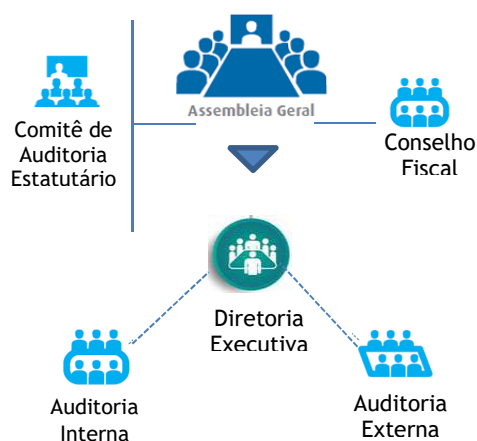 Assembleia Geral
Comitê de
Auditoria
Estatutário
Conselho
Fiscal
Diretoria
Executiva
Auditoria
Interna
Auditoria
Externa